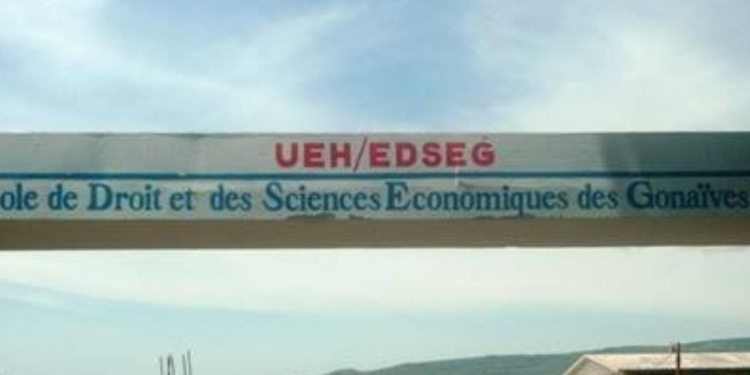 UEH/EDSEG
ole de Droit et des Sciences Economiques des Gonaïves